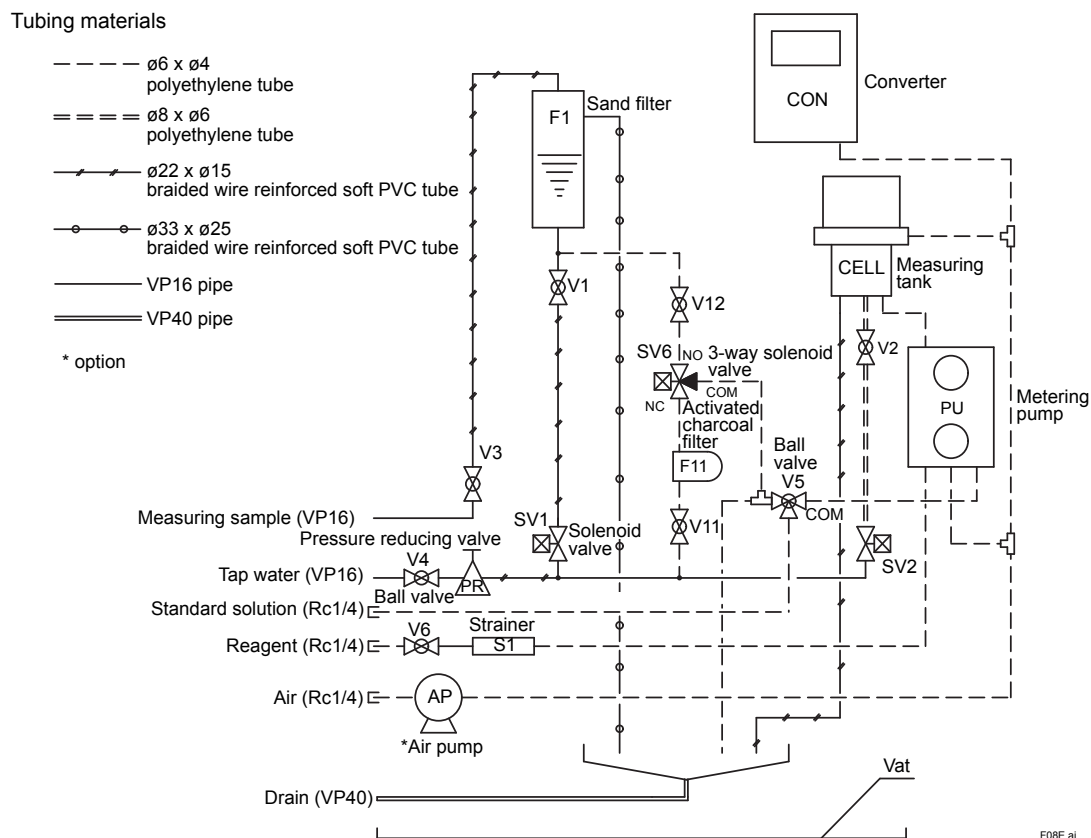 Tubing materials
ø6 x ø4
polyethylene tube
ø8 x ø6
polyethylene tube
ø22 x ø15
braided wire reinforced soft PVC tube
ø33 x ø25
braided wire reinforced soft PVC tube
VP16 pipe
VP40 pipe
* option
F1
Sand filter
CON
Converter
CELL
Measuring
tank
V1
V12
V2
SV6
NO
3-way solenoid
valve
COM
NC
Activated
charcoal
filter
F11
PU
Metering
pump
Ball
valve
V5
COM
V3
V11
Measuring sample (VP16)
SV1
Solenoid
valve
Pressure reducing valve
SV2
Tap water (VP16)
V4
PR
Ball valve
Standard solution (Rc1/4)
Reagent (Rc1/4)
V6
Strainer
S1
Air (Rc1/4)
AP
*Air pump
Drain (VP40)
Vat
F08E.ai